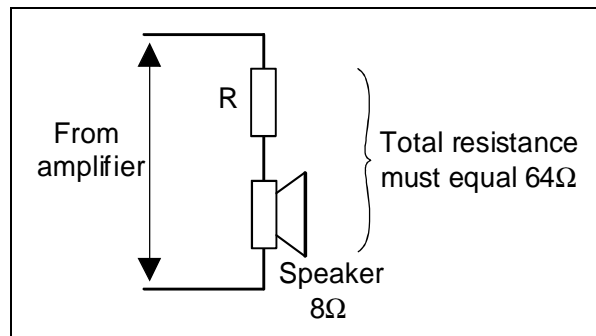 R
From
amplifier
Total resistance
must equal 64Ω
Speaker
8Ω